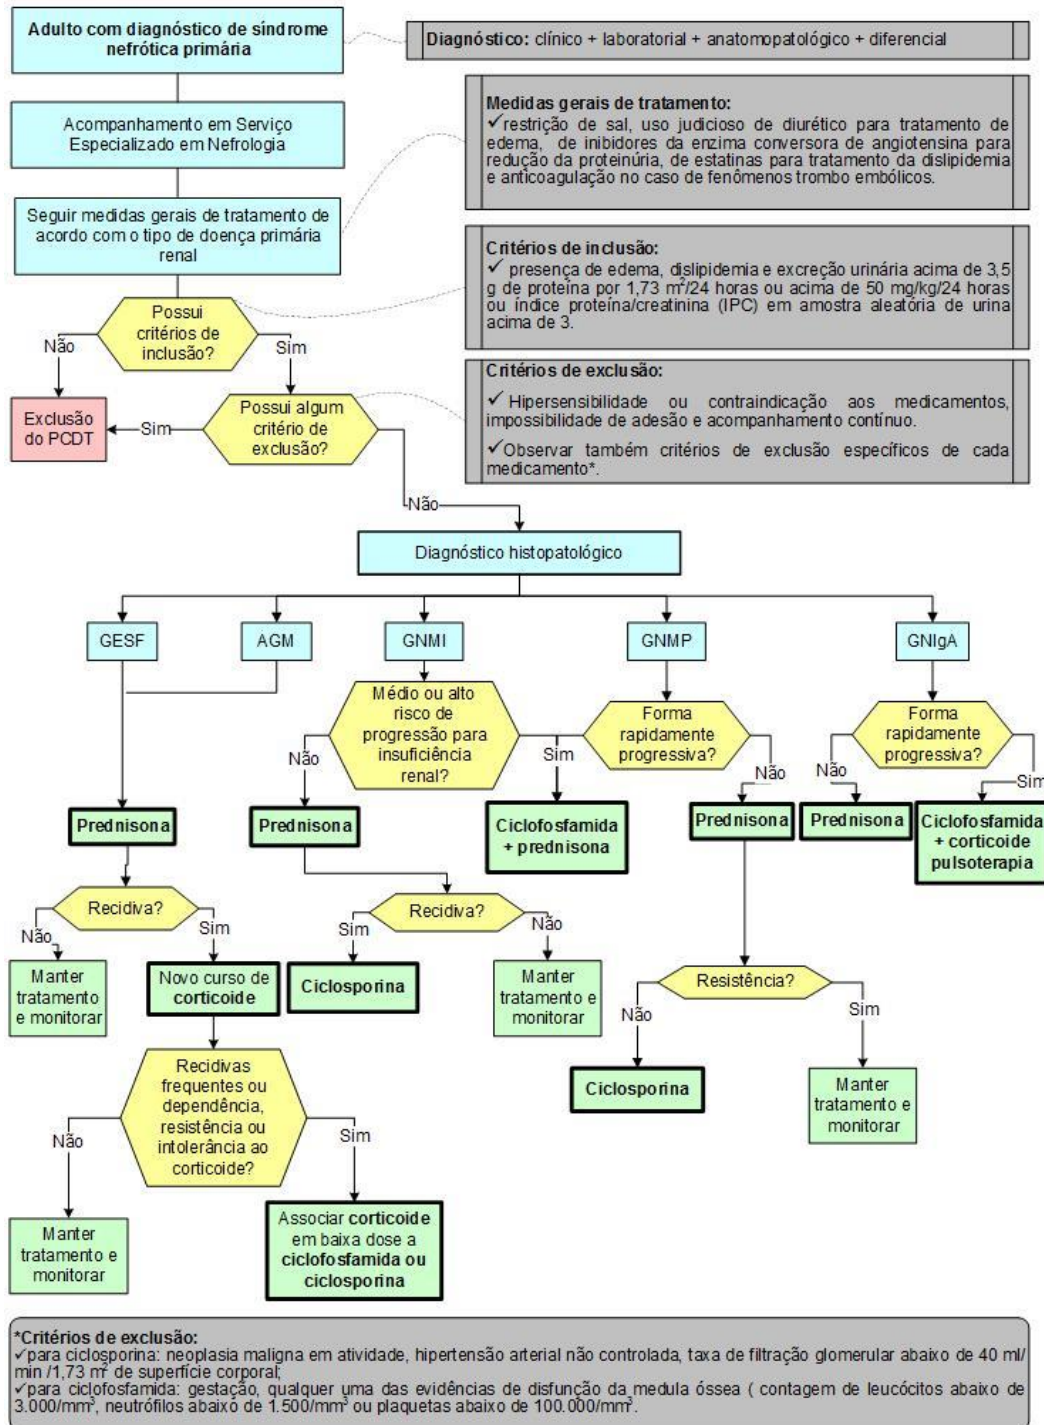 Adulto com diagnóstico de síndrome
nefrótica primária
Diagnóstico: clínico + laboratorial + anatomopatológico + diferencial
Acompanhamento em Serviço
Especializado em Nefrologia
Medidas gerais de tratamento:
✓restrição de sal, uso judicioso de diurético para tratamento de
edema, de inibidores da enzima conversora de angiotensina para
redução da proteinúria, de estatinas para tratamento da dislipidemia
e anticoagulação no caso de fenômenos trombo embólicos.
Seguir medidas gerais de tratamento de
acordo com o tipo de doença primária
renal
Critérios de inclusão:
✓ presença de edema, dislipidemia e excreção urinária acima de 3,5
g de proteína por 1,73 m²/24 horas ou acima de 50 mg/kg/24 horas
ou índice proteína/creatinina (IPC) em amostra aleatória de urina
acima de 3.
Possui
critérios de
inclusão?
Não
Sim
Critérios de exclusão:
✓ Hipersensibilidade ou contraindicação aos medicamentos,
impossibilidade de adesão e acompanhamento contínuo.
✓Observar também critérios de exclusão específicos de cada
medicamento*.
Exclusão
do PCDT
Sim
Possui algum
critério de
exclusão?
Não
Diagnóstico histopatológico
GESF
AGM
GNMI
GNMP
GNIgA
Médio ou alto
risco de
progressão para
insuficiência
renal?
Forma
rapidamente
progressiva?
Forma
rapidamente
progressiva?
Não
Sim
Não
Não
Sim
Prednisona
Prednisona
Ciclofosfamida
+ prednisona
Prednisona
Prednisona
Ciclofosfamida
+ corticoide
pulsoterapia
Recidiva?
Não
Sim
Recidiva?
Sim
Não
Manter
tratamento
e monitorar
Novo curso de
corticoide
Ciclosporina
Manter
tratamento e
monitorar
Resistência?
Não
Sim
Ciclosporina
Manter
tratamento e
monitorar
Recidivas
frequentes ou
dependência,
resistência ou
intolerância ao
corticoide?
Não
Sim
Manter
tratamento e
monitorar
Associar corticoide
em baixa dose a
ciclofosfamida ou
ciclosporina
*Critérios de exclusão:
✓para ciclosporina: neoplasia maligna em atividade, hipertensão arterial não controlada, taxa de filtração glomerular abaixo de 40 ml/
min /1,73 m² de superfície corporal;
✓para ciclofosfamida: gestação, qualquer uma das evidências de disfunção da medula óssea ( contagem de leucócitos abaixo de
3.000/mm³, neutrófilos abaixo de 1.500/mm³ ou plaquetas abaixo de 100.000/mm³.